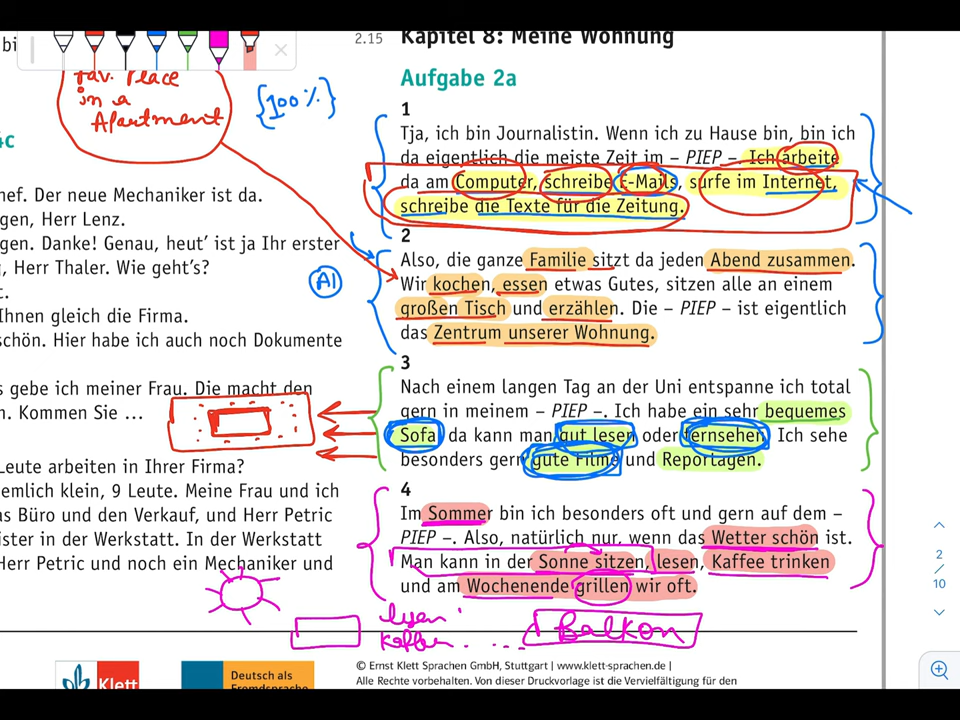 bi
fav. Place
in a
Apartment
{100%}
4c
hef. Der neue Mechaniker ist da.
gen, Herr Lenz.
gen. Danke! Genau, heut' ist ja Ihr erster
g, Herr Thaler. Wie geht's?
t.
Ihnen gleich die Firma.
schön. Hier habe ich auch noch Dokumente
s gebe ich meiner Frau. Die macht den
n. Kommen Sie ...
Leute arbeiten in Ihrer Firma?
emlich klein, 9 Leute. Meine Frau und ich
as Büro und den Verkauf, und Herr Petric
ister in der Werkstatt. In der Werkstatt
Herr Petric und noch ein Mechaniker und
A1
2.15 Kapitel 8: Meine Wohnung
Aufgabe 2a
1
Tja, ich bin Journalistin. Wenn ich zu Hause bin, bin ich
da eigentlich die meiste Zeit im – PIEP –. Ich arbeite
da am Computer, schreibe E-Mails, surfe im Internet,
schreibe die Texte für die Zeitung.
2
Also, die ganze Familie sitzt da jeden Abend zusammen.
Wir kochen, essen etwas Gutes, sitzen alle an einem
großen Tisch und erzählen. Die – PIEP – ist eigentlich
das Zentrum unserer Wohnung.
3
Nach einem langen Tag an der Uni entspanne ich total
gern in meinem – PIEP –. Ich habe ein sehr bequemes
Sofa, da kann man gut lesen oder fernsehen. Ich sehe
besonders gern gute Filme und Reportagen.
4
Im Sommer bin ich besonders oft und gern auf dem –
PIEP –. Also, natürlich nur, wenn das Wetter schön ist.
Man kann in der Sonne sitzen, lesen, Kaffee trinken
und am Wochenende grillen wir oft.
lesen
Kaffee ...
Balkon
2
/
10
Klett
Deutsch als
Fremdsprache
© Ernst Klett Sprachen GmbH, Stuttgart | www.klett-sprachen.de |
Alle Rechte vorbehalten. Von dieser Druckvorlage ist die Vervielfältigung für den